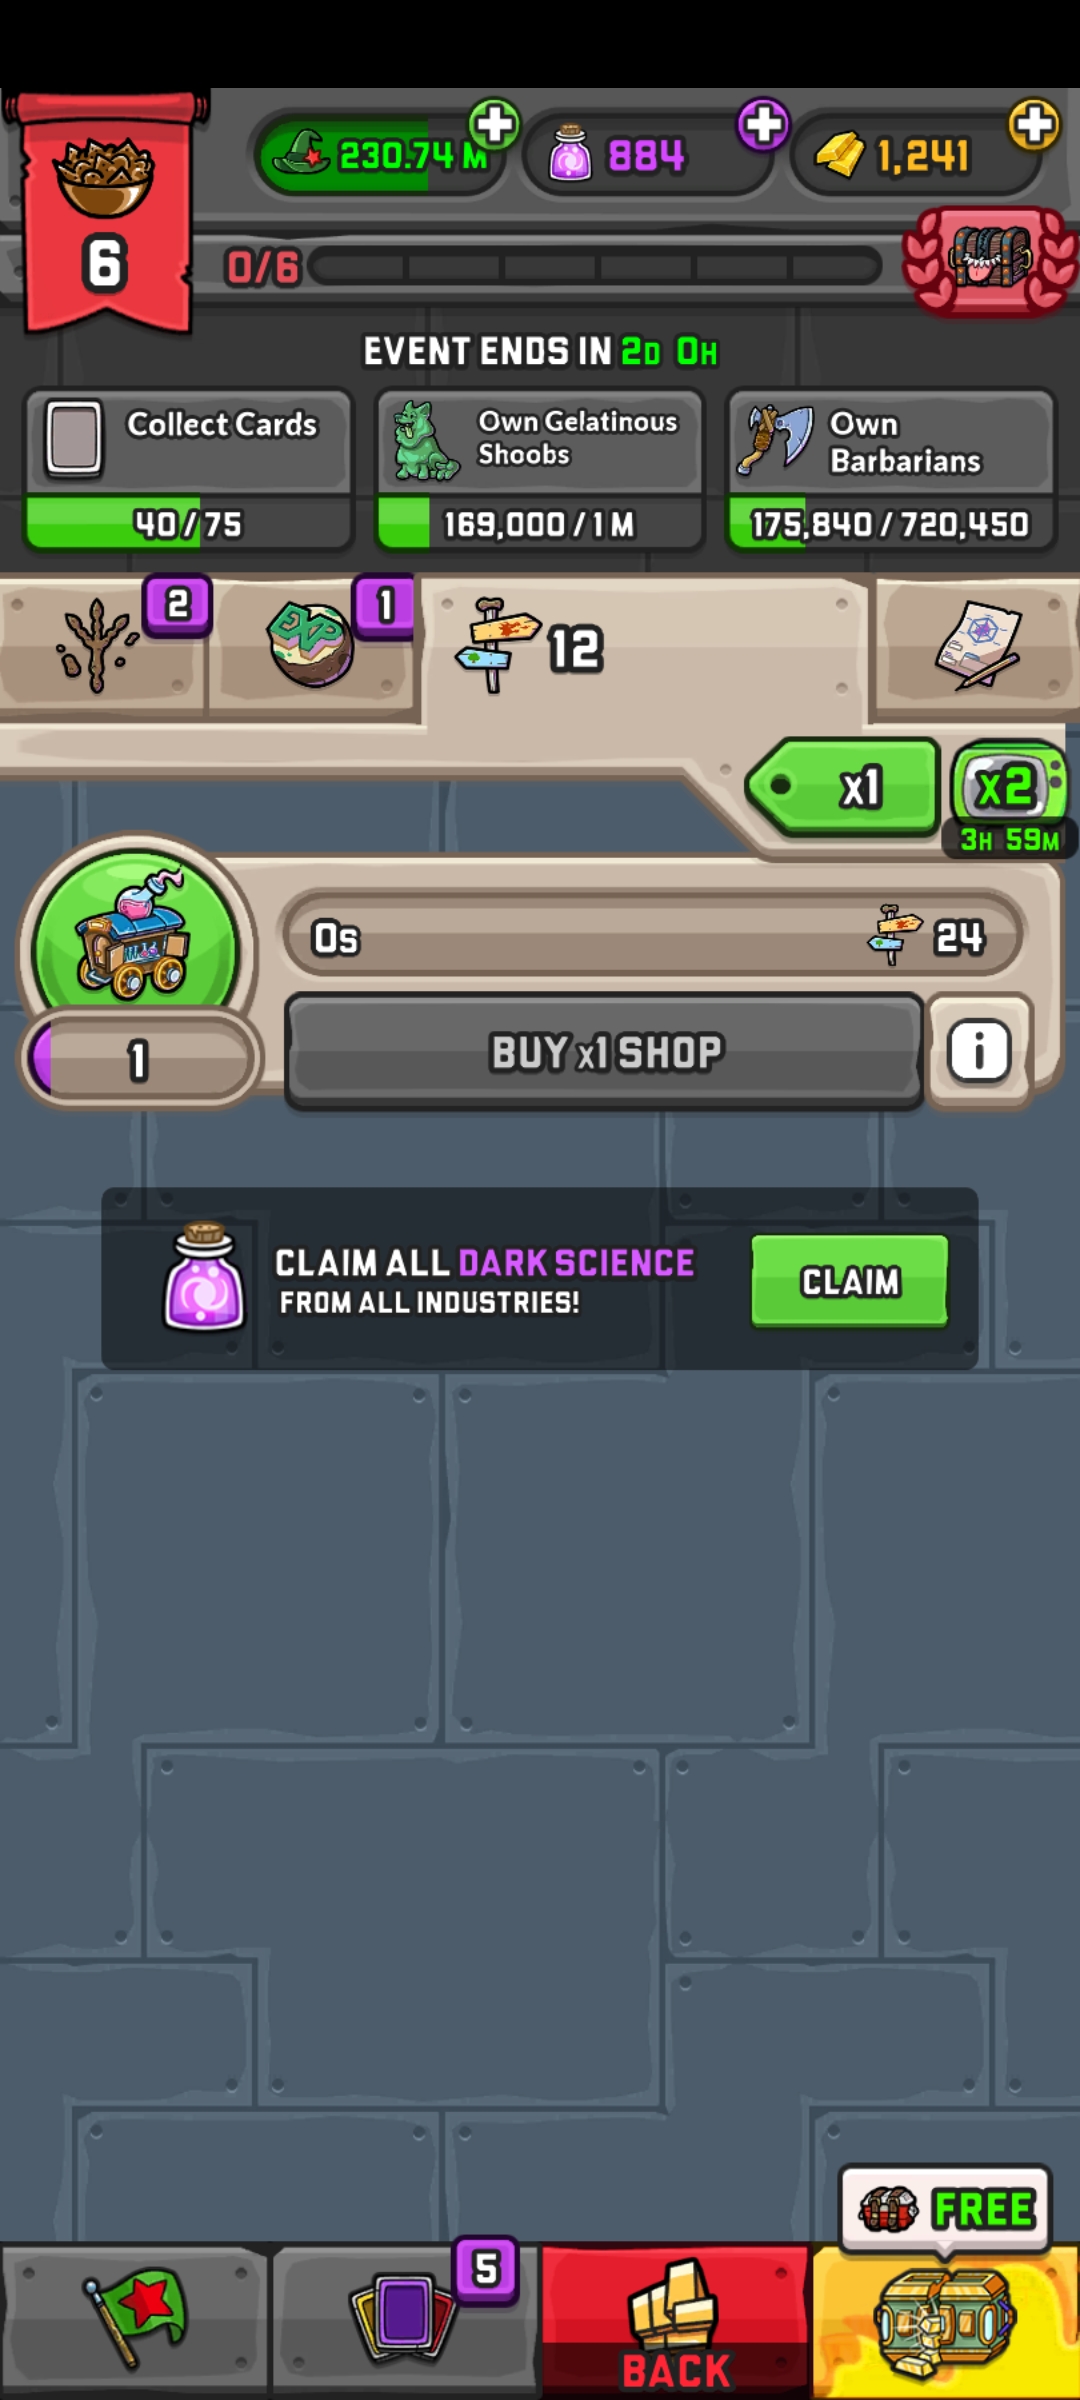 230.74 M
884
1,241
6
0/6
EVENT ENDS IN 2D 0H
Collect Cards
40/75
Own Gelatinous
Shoobs
169,000/1M
Own
Barbarians
175,840/720,450
2
EXP
1
12
x1
x2
3H 59M
0s
24
1
BUY x1 SHOP
i
CLAIM ALL DARK SCIENCE
FROM ALL INDUSTRIES!
CLAIM
FREE
5
BACK